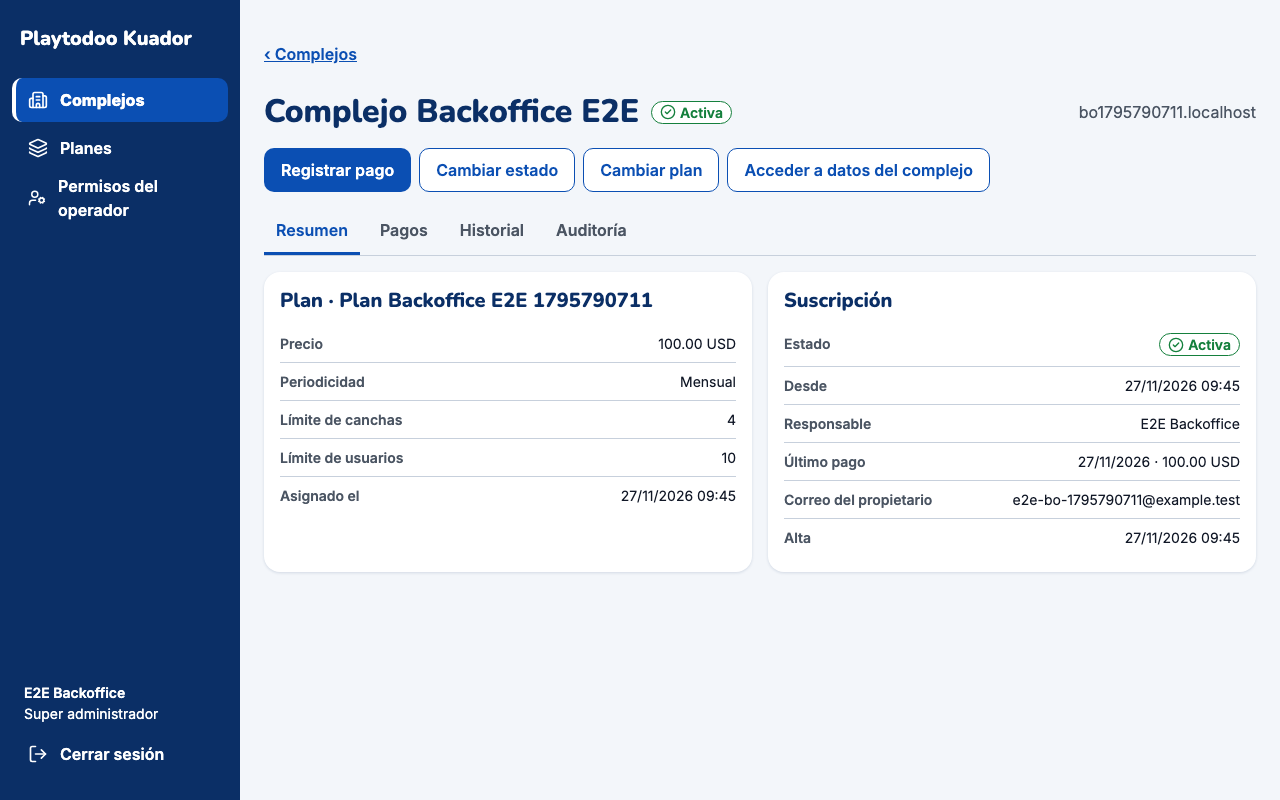 Playtodoo Kuador
Complejos
Planes
Permisos del
operador
E2E Backoffice
Super administrador
Cerrar sesión
‹ Complejos
Complejo Backoffice E2E
Activa
bo1795790711.localhost
Registrar pago
Cambiar estado
Cambiar plan
Acceder a datos del complejo
Resumen
Pagos
Historial
Auditoría
Plan · Plan Backoffice E2E 1795790711
Precio 100.00 USD
Periodicidad Mensual
Límite de canchas 4
Límite de usuarios 10
Asignado el 27/11/2026 09:45
Suscripción
Estado Activa
Desde 27/11/2026 09:45
Responsable E2E Backoffice
Último pago 27/11/2026 · 100.00 USD
Correo del propietario e2e-bo-1795790711@example.test
Alta 27/11/2026 09:45